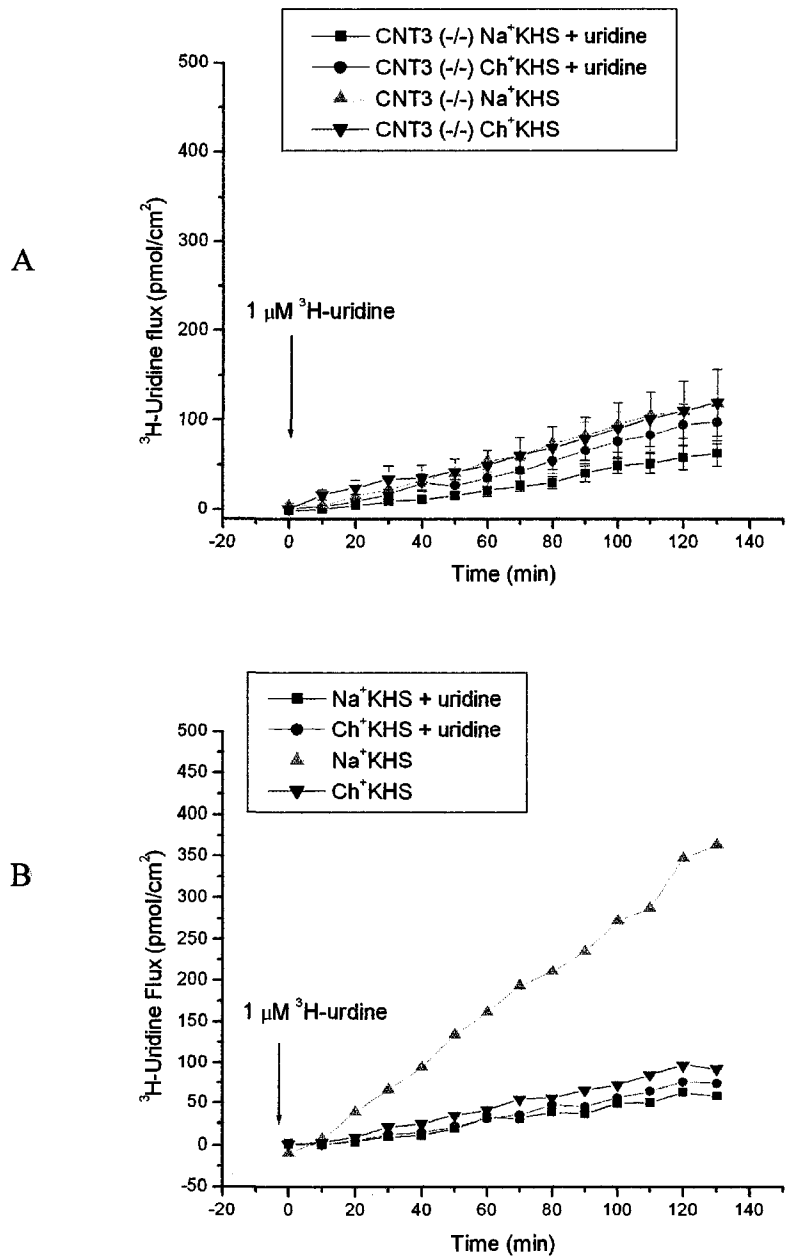 A
CNT3 (-/-) Na⁺KHS + uridine
CNT3 (-/-) Ch⁺KHS + uridine
CNT3 (-/-) Na⁺KHS
CNT3 (-/-) Ch⁺KHS
³H-Uridine flux (pmol/cm²)
500
400
300
200
100
0
1 μM ³H-uridine
-20 0 20 40 60 80 100 120 140
Time (min)
B
Na⁺KHS + uridine
Ch⁺KHS + uridine
Na⁺KHS
Ch⁺KHS
³H-Uridine Flux (pmol/cm²)
500
450
400
350
300
250
200
150
100
50
0
-50
1 μM ³H-urdine
-20 0 20 40 60 80 100 120 140
Time (min)